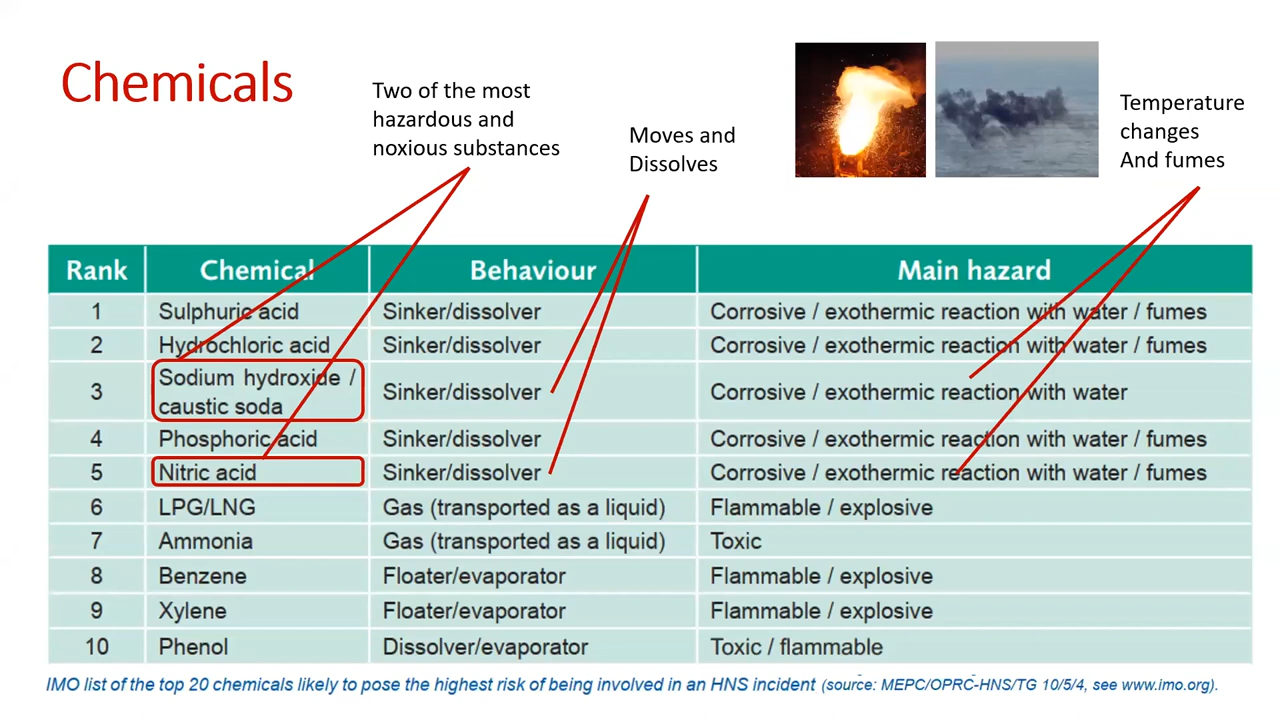 Chemicals
Two of the most
hazardous and
noxious substances
Moves and
Dissolves
Temperature
changes
And fumes
Rank Chemical Behaviour Main hazard
1 Sulphuric acid Sinker/dissolver Corrosive / exothermic reaction with water / fumes
2 Hydrochloric acid Sinker/dissolver Corrosive / exothermic reaction with water / fumes
3 Sodium hydroxide / Sinker/dissolver Corrosive / exothermic reaction with water
caustic soda
4 Phosphoric acid Sinker/dissolver Corrosive / exothermic reaction with water / fumes
5 Nitric acid Sinker/dissolver Corrosive / exothermic reaction with water / fumes
6 LPG/LNG Gas (transported as a liquid) Flammable / explosive
7 Ammonia Gas (transported as a liquid) Toxic
8 Benzene Floater/evaporator Flammable / explosive
9 Xylene Floater/evaporator Flammable / explosive
10 Phenol Dissolver/evaporator Toxic / flammable
IMO list of the top 20 chemicals likely to pose the highest risk of being involved in an HNS incident (source: MEPC/OPRC-HNS/TG 10/5/4, see www.imo.org).